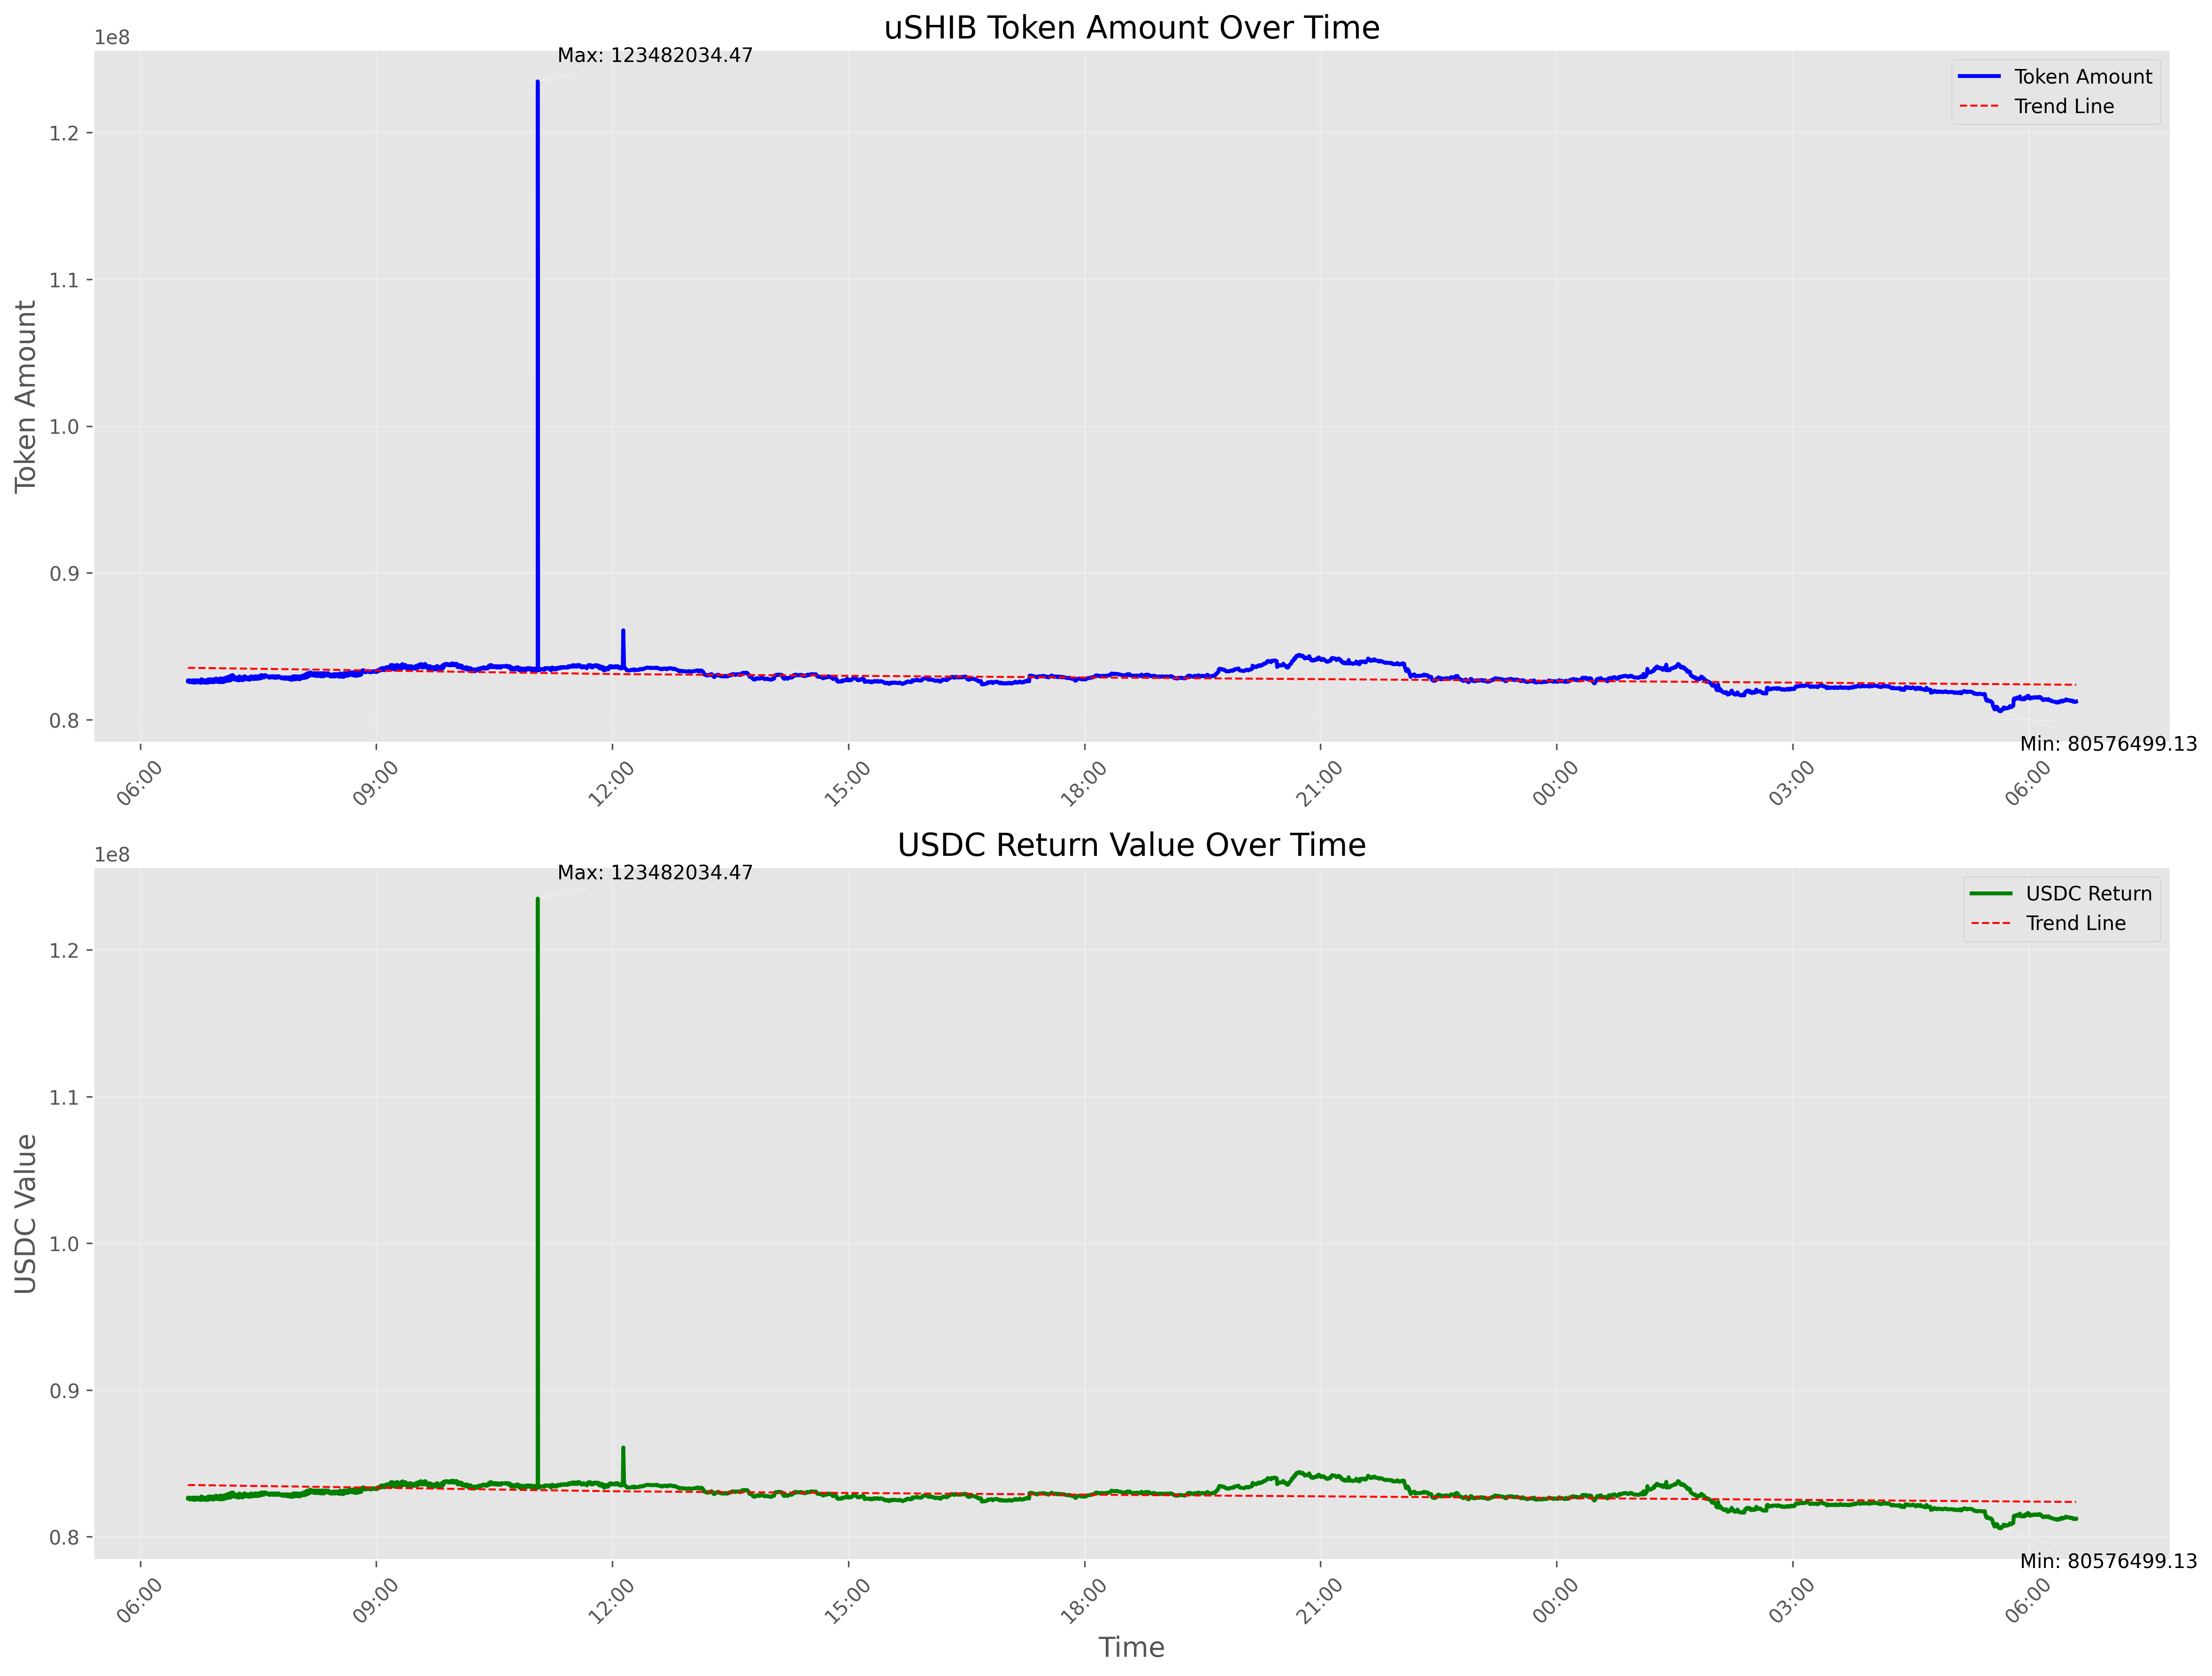 uSHIB Token Amount Over Time
1e8
Max: 123482034.47
Token Amount
Trend Line
1.2
1.1
1.0
0.9
0.8
Token Amount
Min: 80576499.13
06:00
09:00
12:00
15:00
18:00
21:00
00:00
03:00
06:00
USDC Return Value Over Time
1e8
Max: 123482034.47
USDC Return
Trend Line
1.2
1.1
1.0
0.9
0.8
USDC Value
Min: 80576499.13
06:00
09:00
12:00
15:00
18:00
21:00
00:00
03:00
06:00
Time